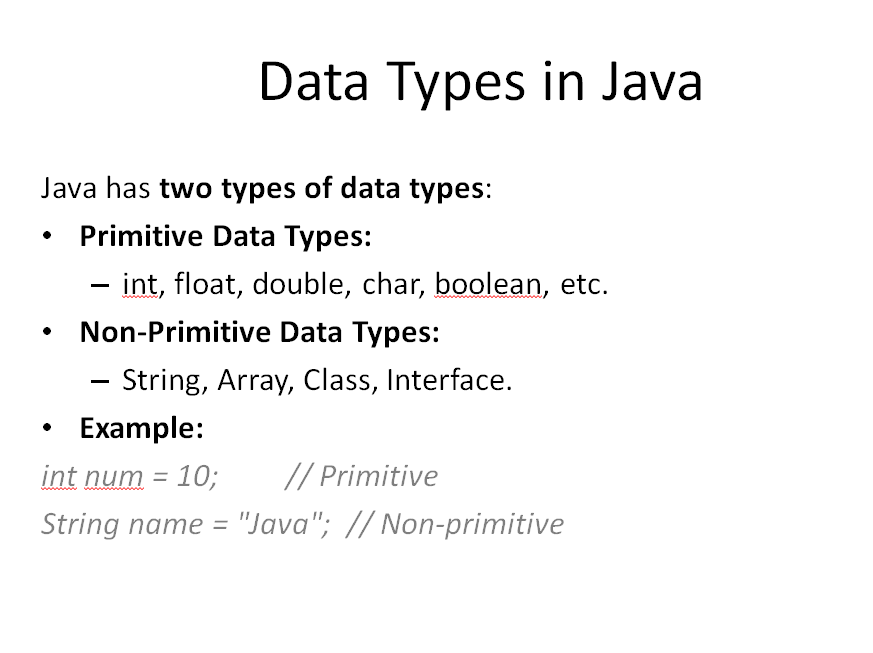 Data Types in Java
Java has two types of data types:
• Primitive Data Types:
– int, float, double, char, boolean, etc.
• Non-Primitive Data Types:
– String, Array, Class, Interface.
• Example:
int num = 10;        // Primitive
String name = "Java";  // Non-primitive